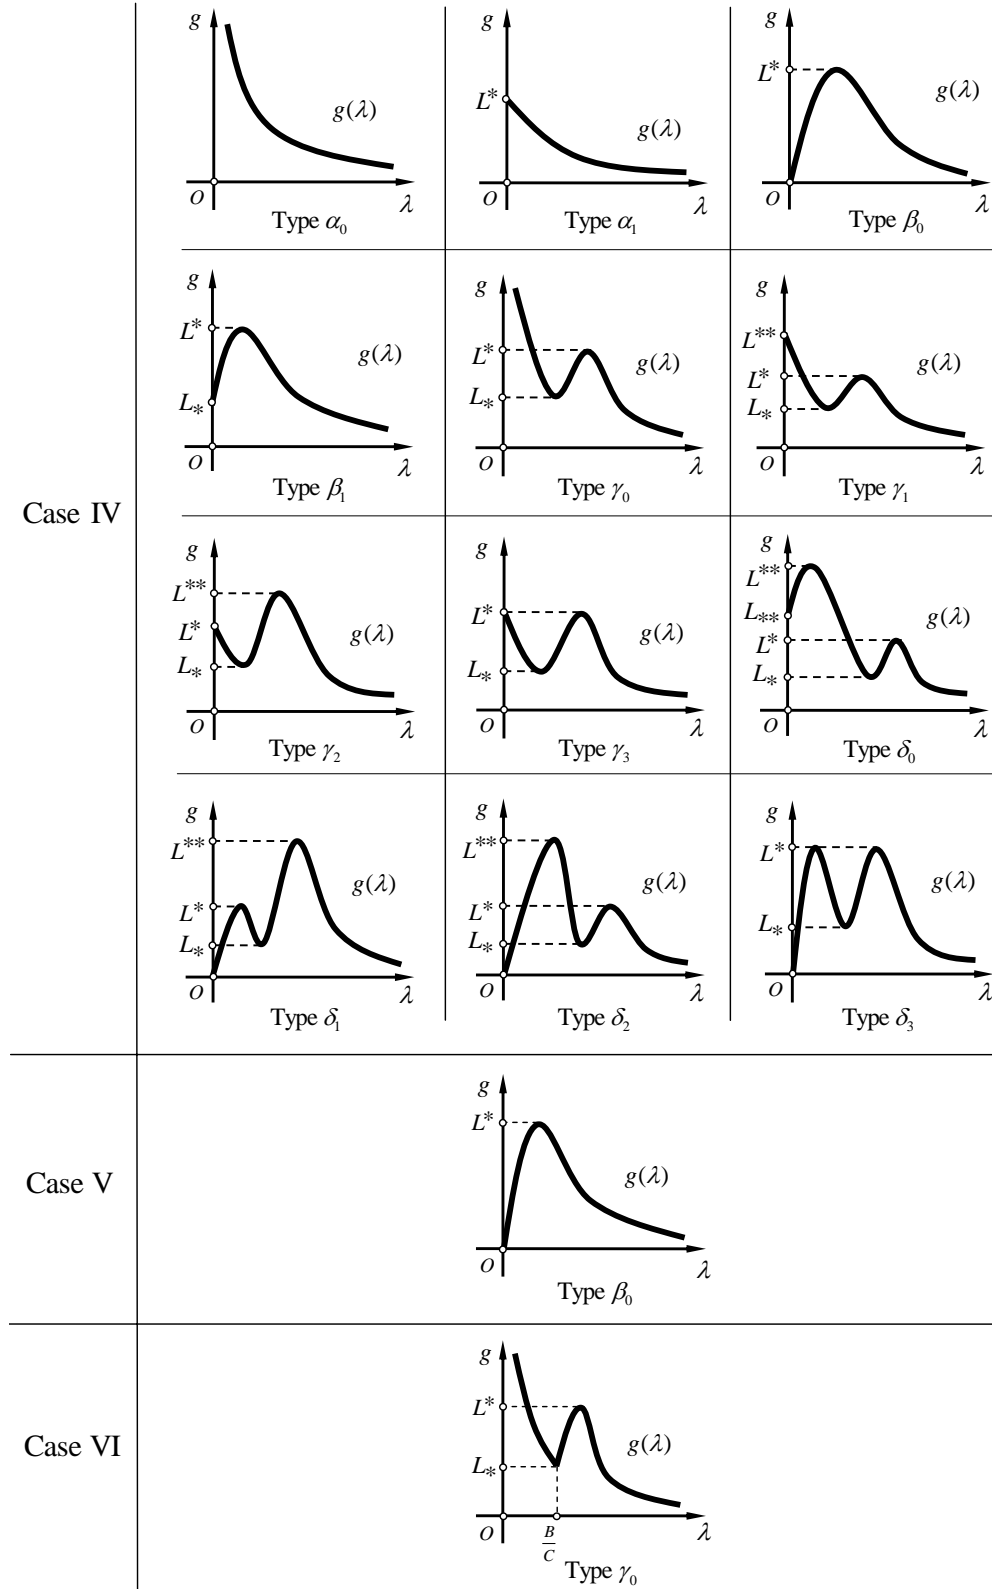 Case IV
g
g(λ)
O
λ
Type α₀
g
L*
g(λ)
O
λ
Type α₁
g
L*
g(λ)
O
λ
Type β₀
g
L*
g(λ)
L*
O
λ
Type β₁
g
L*
g(λ)
L*
O
λ
Type γ₀
g
L**
L*
g(λ)
L*
O
λ
Type γ₁
g
L**
L*
g(λ)
L*
O
λ
Type γ₂
g
L*
g(λ)
L*
O
λ
Type γ₃
g
L**
L**
g(λ)
L*
L*
O
λ
Type δ₀
g
L**
g(λ)
L*
L*
O
λ
Type δ₁
g
L**
g(λ)
L*
L*
O
λ
Type δ₂
g
L*
g(λ)
L*
O
λ
Type δ₃
Case V
g
L*
g(λ)
O
λ
Type β₀
Case VI
g
L*
g(λ)
L*
O
B
C
λ
Type γ₀